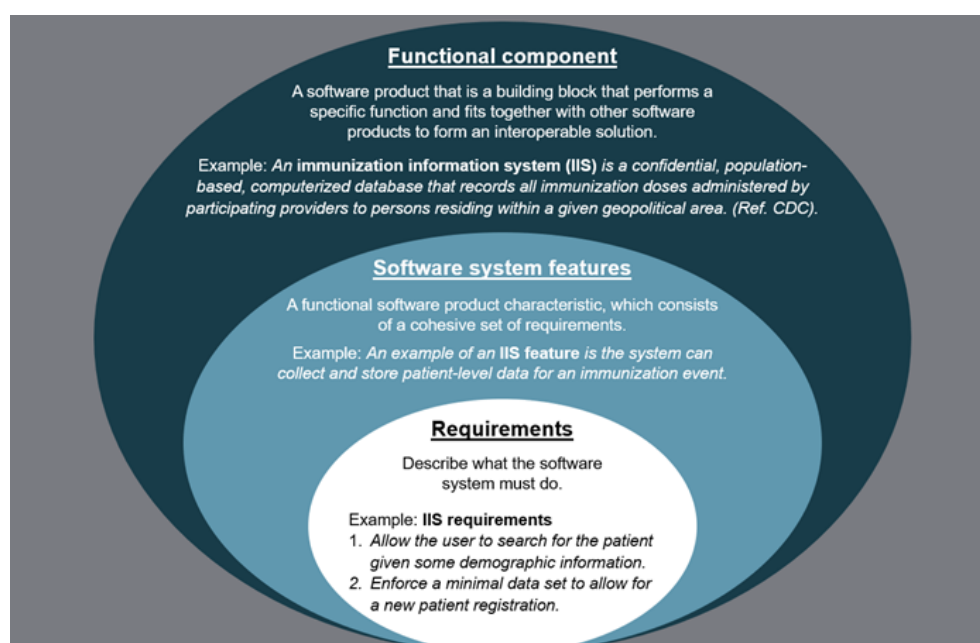 Functional component
A software product that is a building block that performs a
specific function and fits together with other software
products to form an interoperable solution.
Example: An immunization information system (IIS) is a confidential, population-
based, computerized database that records all immunization doses administered by
participating providers to persons residing within a given geopolitical area. (Ref. CDC).
Software system features
A functional software product characteristic, which consists
of a cohesive set of requirements.
Example: An example of an IIS feature is the system can
collect and store patient-level data for an immunization event.
Requirements
Describe what the software
system must do.
Example: IIS requirements
1. Allow the user to search for the patient
given some demographic information.
2. Enforce a minimal data set to allow for
a new patient registration.